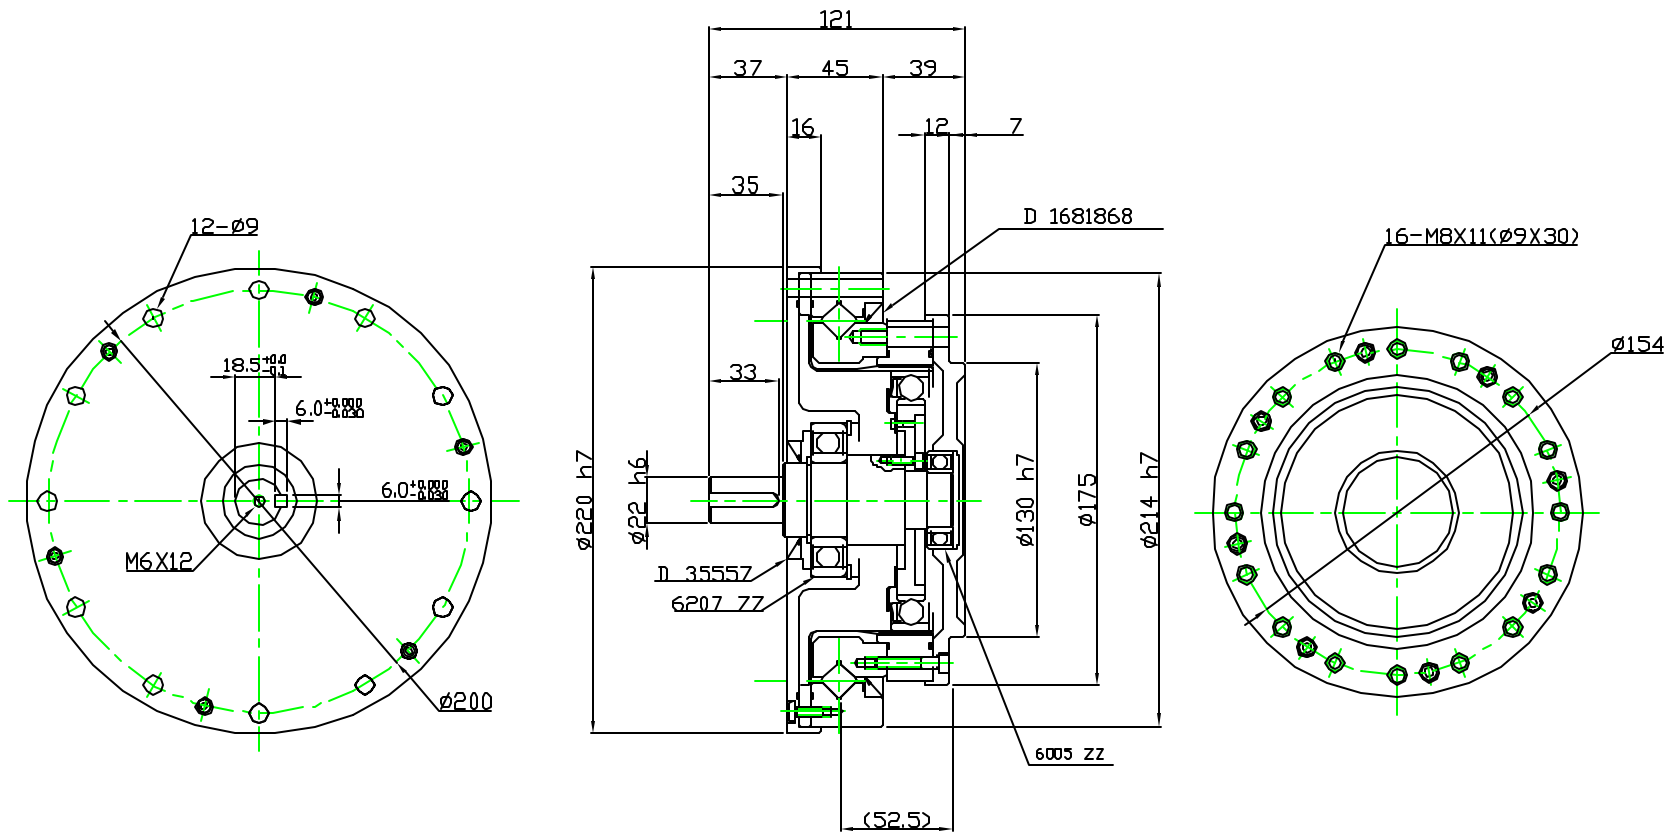 121
37
45
39
16
12
7
35
D 1681868
12-ø9
16-M8X11(ø9X30)
18.5+0.0
-0.1
33
6.0+0.000
-0.030
6.0+0.000
-0.030
ø154
ø220 h7
ø22 h6
ø130 h7
ø175
ø214 h7
M6X12
D 35557
6207 ZZ
ø200
6005 ZZ
(52.5)